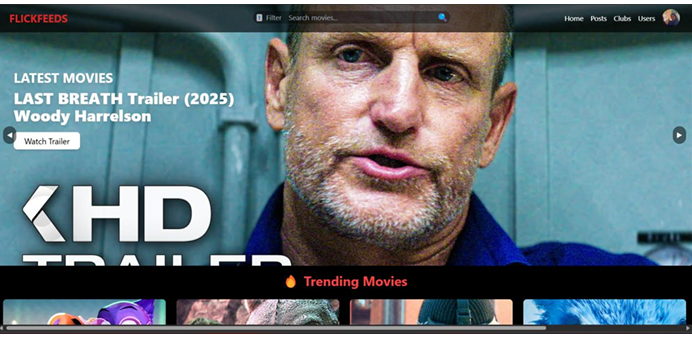 FLICKFEEDS
Filter Search movies...
Home Posts Clubs Users
LATEST MOVIES
LAST BREATH Trailer (2025)
Woody Harrelson
Watch Trailer
KHD
TRAILER
Trending Movies